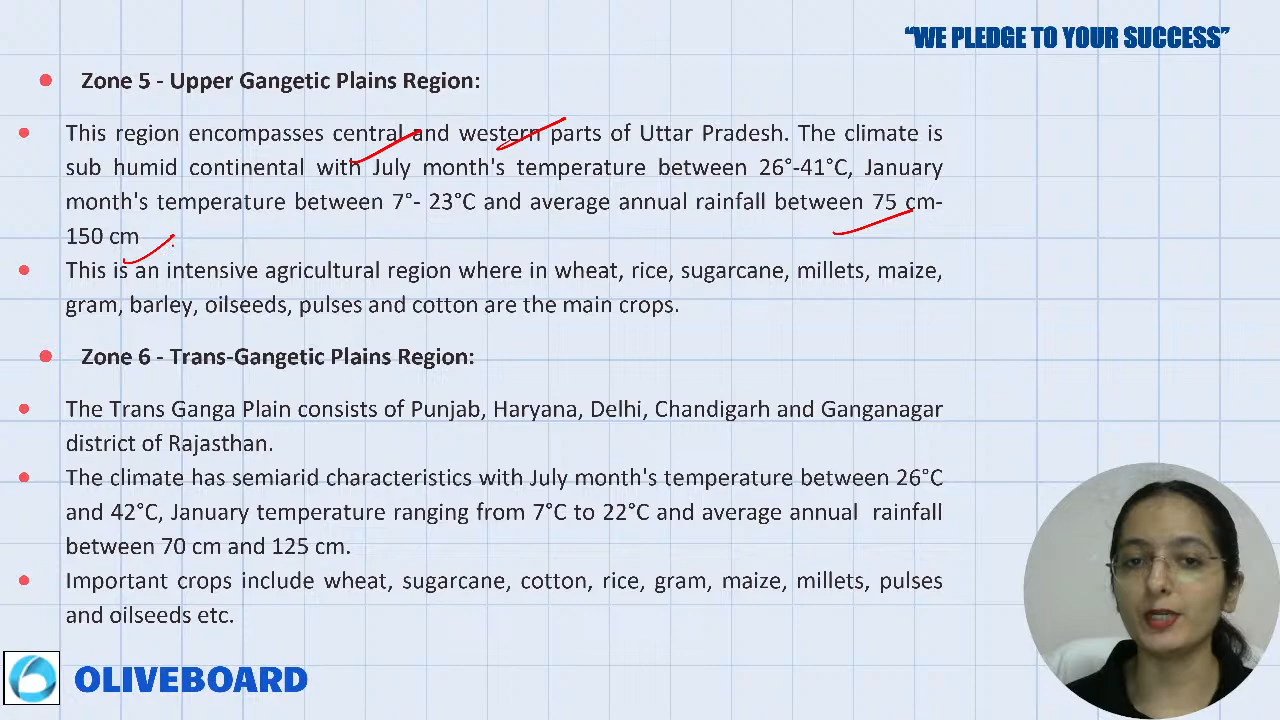 “WE PLEDGE TO YOUR SUCCESS”
Zone 5 - Upper Gangetic Plains Region:
This region encompasses central and western parts of Uttar Pradesh. The climate is
sub humid continental with July month's temperature between 26°-41°C, January
month's temperature between 7°- 23°C and average annual rainfall between 75 cm-
150 cm
This is an intensive agricultural region where in wheat, rice, sugarcane, millets, maize,
gram, barley, oilseeds, pulses and cotton are the main crops.
Zone 6 - Trans-Gangetic Plains Region:
The Trans Ganga Plain consists of Punjab, Haryana, Delhi, Chandigarh and Ganganagar
district of Rajasthan.
The climate has semiarid characteristics with July month's temperature between 26°C
and 42°C, January temperature ranging from 7°C to 22°C and average annual rainfall
between 70 cm and 125 cm.
Important crops include wheat, sugarcane, cotton, rice, gram, maize, millets, pulses
and oilseeds etc.
OLIVEBOARD